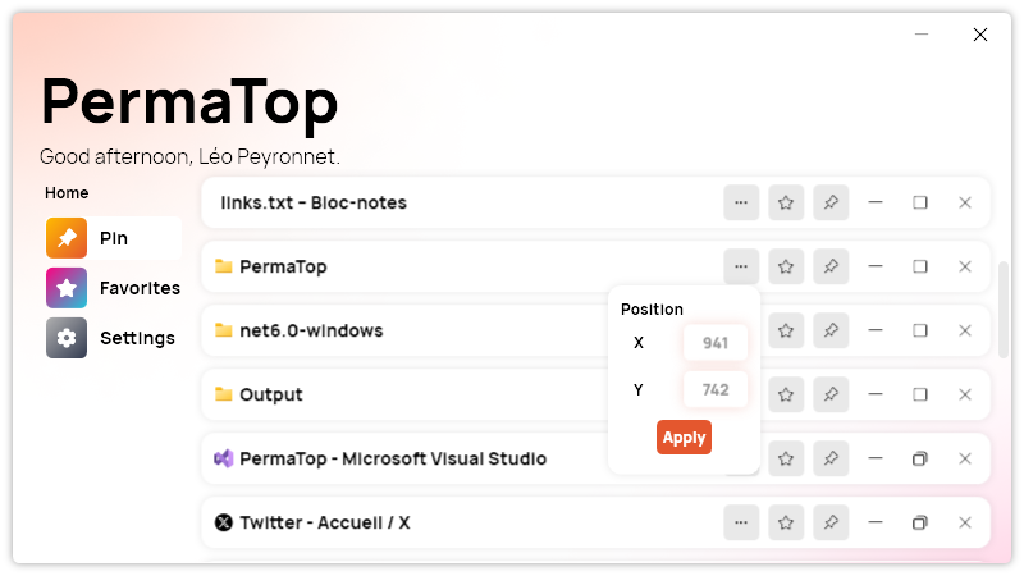 PermaTop
Good afternoon, Léo Peyronnet.
Home
Pin
Favorites
Settings
links.txt – Bloc-notes
PermaTop
net6.0-windows
Output
PermaTop - Microsoft Visual Studio
Twitter - Accueil / X
Position
X 941
Y 742
Apply